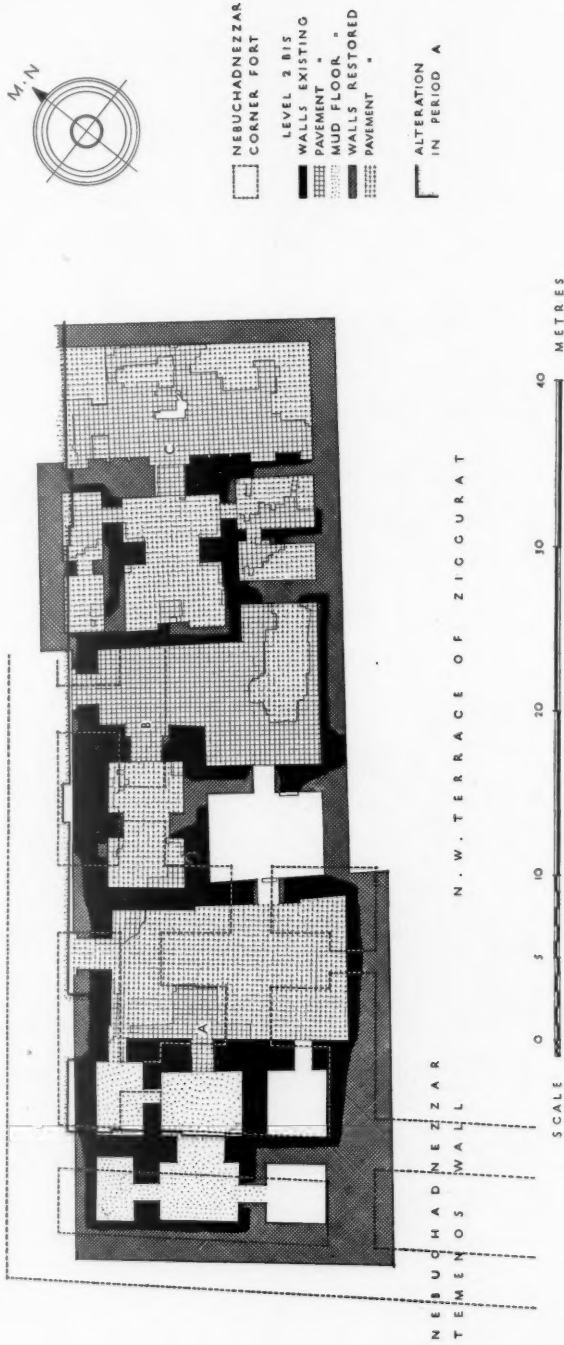 M.N
NEBUCHADNEZZAR
CORNER FORT
LEVEL 2 BIS
WALLS EXISTING
PAVEMENT "
MUD FLOOR "
WALLS RESTORED
PAVEMENT "
ALTERATION
IN PERIOD A
A
B
C
N.W. TERRACE OF ZIGGURAT
NEBUCHADNEZZAR
TEMENOS WALL
SCALE 0 5 10 20 30 40 METRES